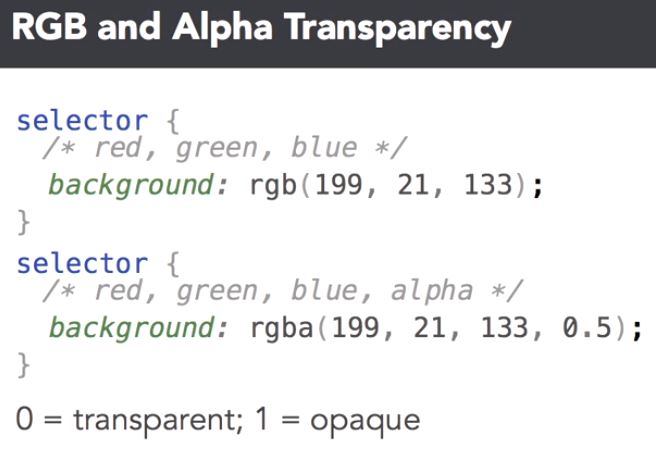 RGB and Alpha Transparency
selector {
/* red, green, blue */
background: rgb(199, 21, 133);
}
selector {
/* red, green, blue, alpha */
background: rgba(199, 21, 133, 0.5);
}
0 = transparent; 1 = opaque